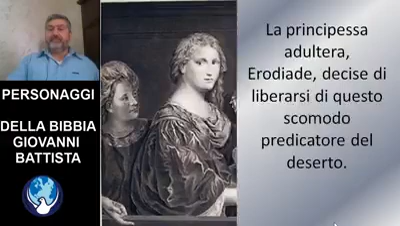 PERSONAGGI
DELLA BIBBIA
GIOVANNI
BATTISTA
La principessa
adultera,
Erodiade, decise di
liberarsi di questo
scomodo
predicatore del
deserto.